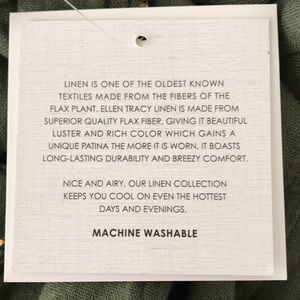 LINEN IS ONE OF THE OLDEST KNOWN
TEXTILES MADE FROM THE FIBERS OF THE
FLAX PLANT. ELLEN TRACY LINEN IS MADE FROM
SUPERIOR QUALITY FLAX FIBER, GIVING IT BEAUTIFUL
LUSTER AND RICH COLOR WHICH GAINS A
UNIQUE PATINA THE MORE IT IS WORN. IT BOASTS
LONG-LASTING DURABILITY AND BREEZY COMFORT.
NICE AND AIRY, OUR LINEN COLLECTION
KEEPS YOU COOL ON EVEN THE HOTTEST
DAYS AND EVENINGS.
MACHINE WASHABLE